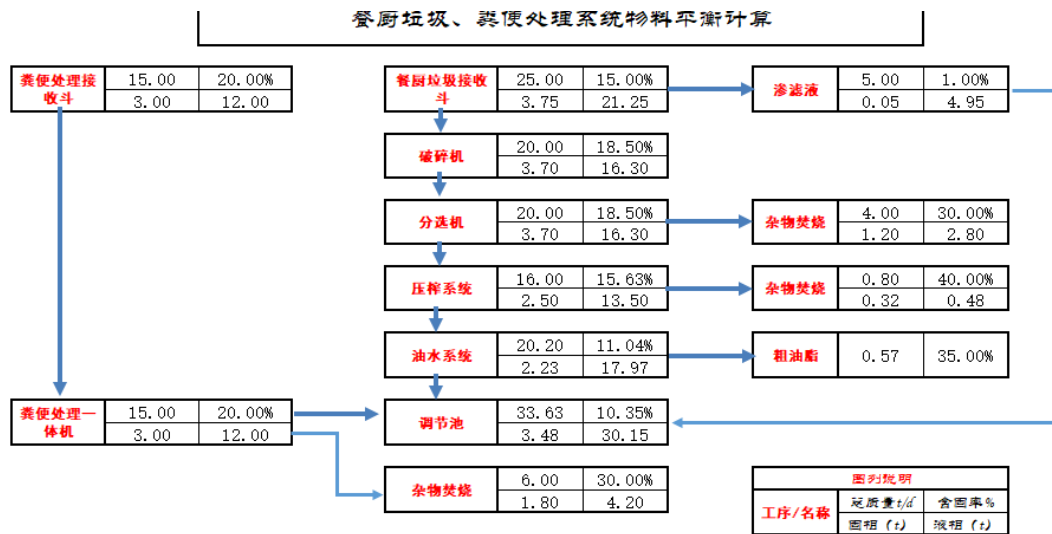 餐厨垃圾、粪便处理系统物料平衡计算
粪便处理接收斗 15.00 20.00%
3.00 12.00
餐厨垃圾接收斗 25.00 15.00%
3.75 21.25
渗滤液 5.00 1.00%
0.05 4.95
破碎机 20.00 18.50%
3.70 16.30
分选机 20.00 18.50%
3.70 16.30
杂物焚烧 4.00 30.00%
1.20 2.80
压榨系统 16.00 15.63%
2.50 13.50
杂物焚烧 0.80 40.00%
0.32 0.48
油水系统 20.20 11.04%
2.23 17.97
粗油脂 0.57 35.00%
粪便处理一体机 15.00 20.00%
3.00 12.00
调节池 33.63 10.35%
3.48 30.15
杂物焚烧 6.00 30.00%
1.80 4.20
图列说明
工序/名称 总质量t/d 含固率%
固相（t） 液相（t）